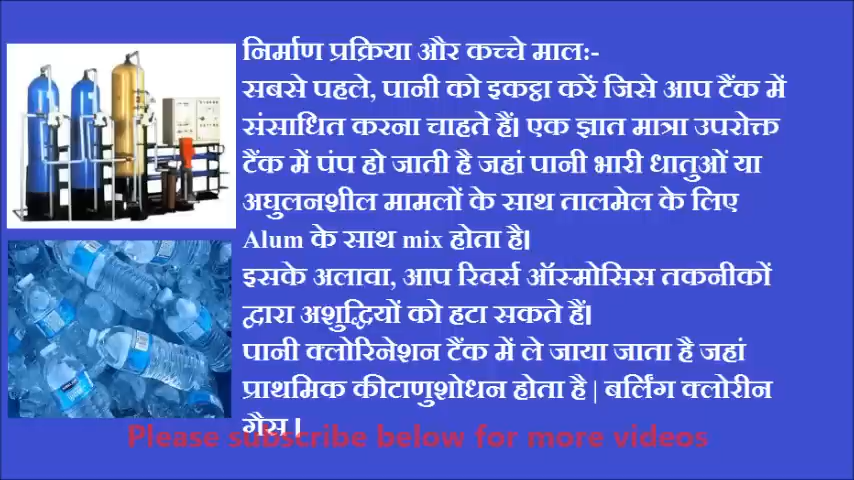 निर्माण प्रक्रिया और कच्चे मालः-
सबसे पहले, पानी को इकट्ठा करें जिसे आप टैंक में
संसाधित करना चाहते हैं। एक ज्ञात मात्रा उपरोक्त
टैंक में पंप हो जाती है जहां पानी भारी धातुओं या
अघुलनशील मामलों के साथ तालमेल के लिए
Alum के साथ mix होता है।
इसके अलावा, आप रिवर्स ऑस्मोसिस तकनीकों
द्वारा अशुद्धियों को हटा सकते हैं।
पानी क्लोरिनेशन टैंक में ले जाया जाता है जहां
प्राथमिक कीटाणुशोधन होता है | बर्लिंग क्लोरीन
गैस ।
Please subscribe below for more videos